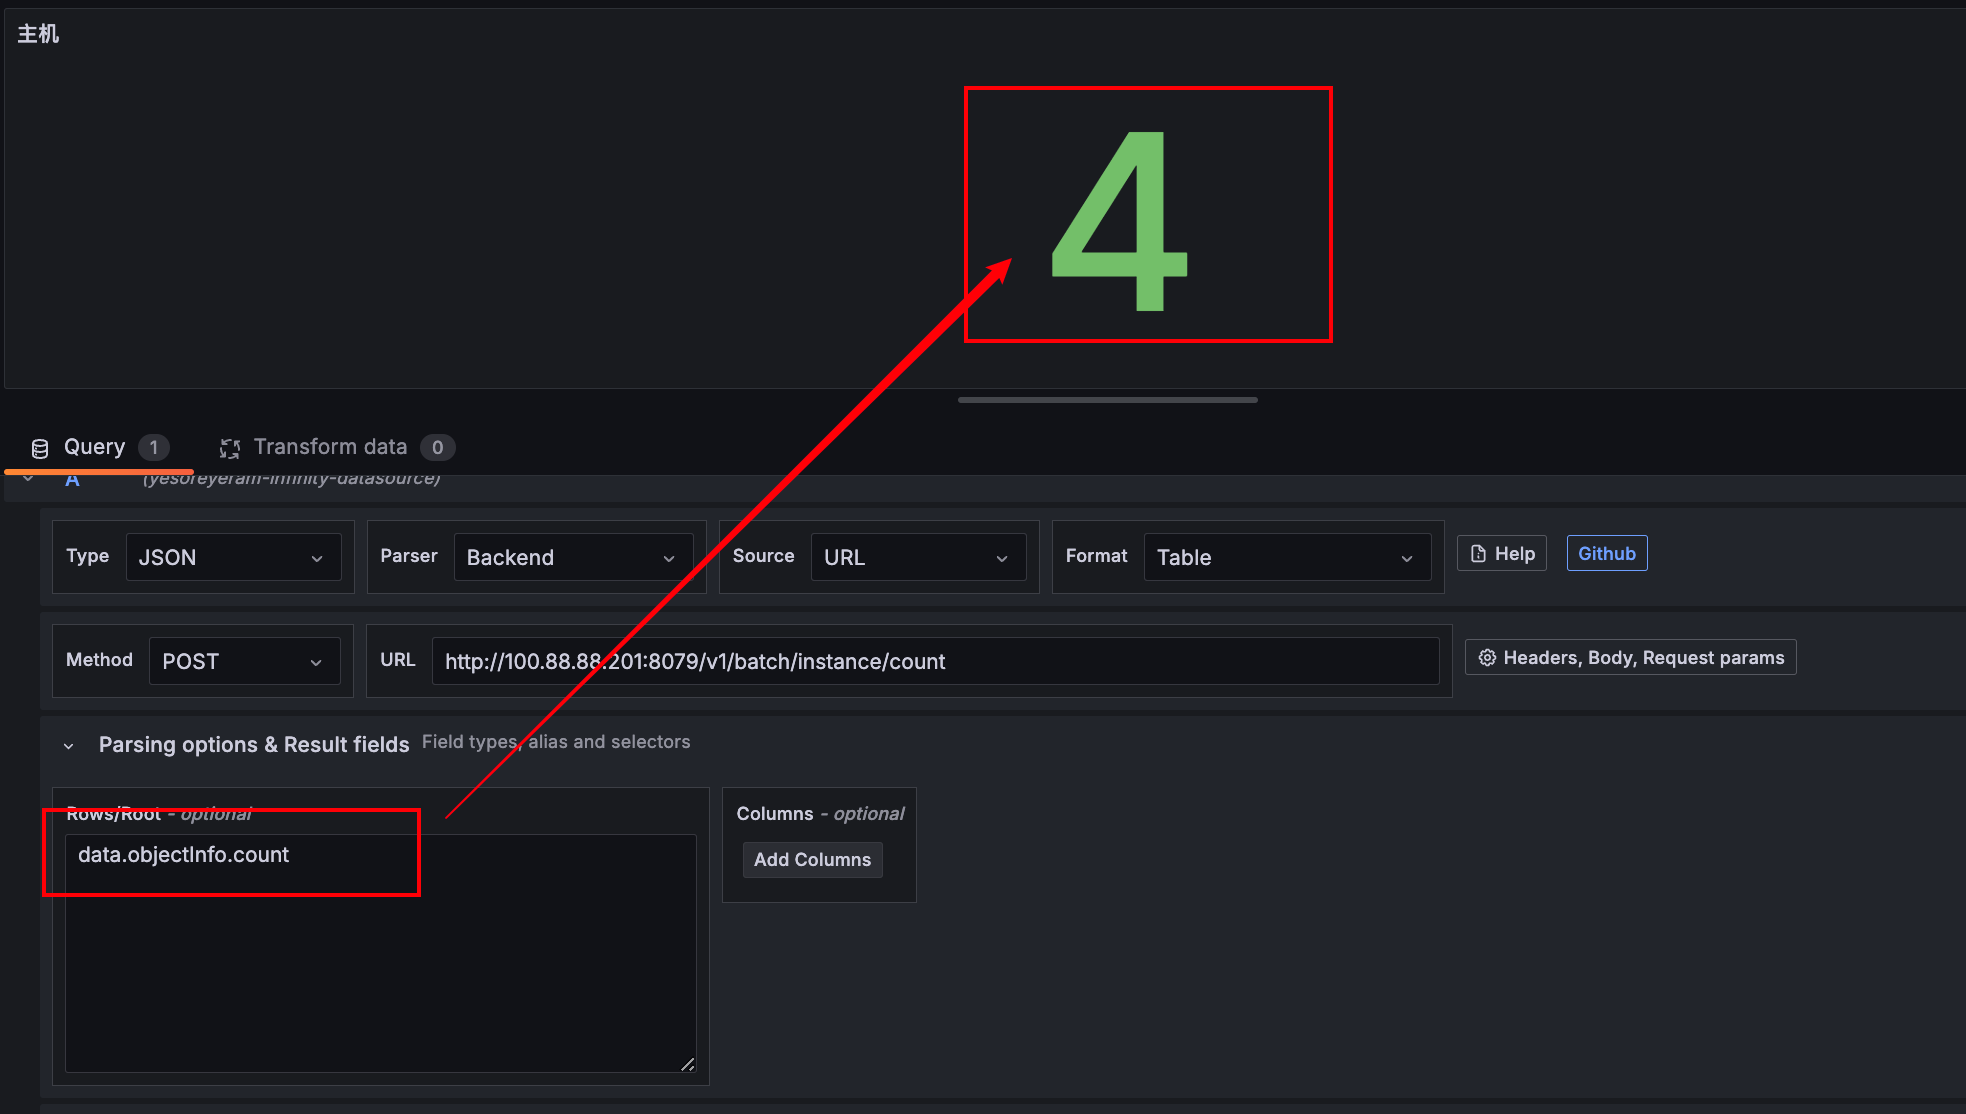 主机
4
Query 1 Transform data 0
A (yesoreyeram-infinity-datasource)
Type JSON Parser Backend Source URL Format Table Help Github
Method POST URL http://100.88.88.201:8079/v1/batch/instance/count Headers, Body, Request params
Parsing options & Result fields Field types, alias and selectors
Rows/Root - optional Columns - optional
data.objectInfo.count Add Columns